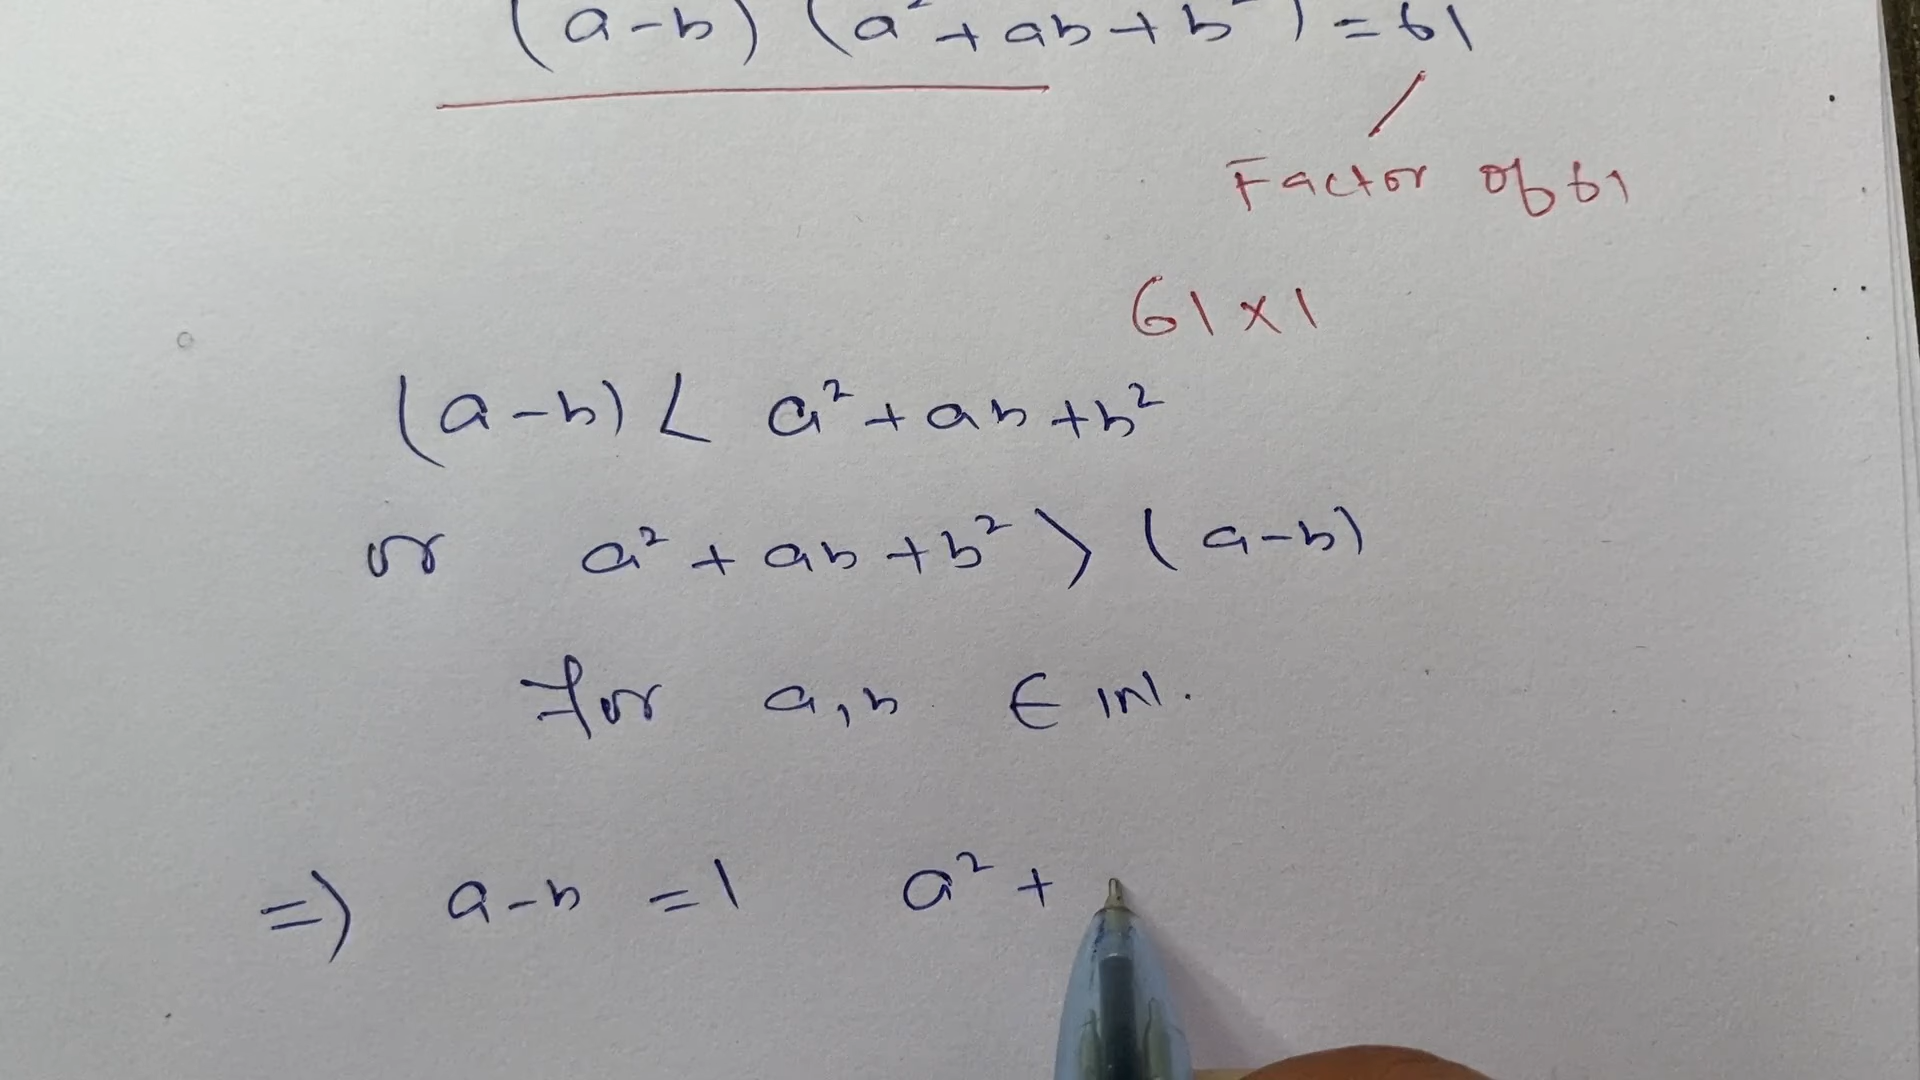 (a-b) (a²+ab+b²) = 61
Factor of 61
61 x 1
(a-b) < a²+ab+b²
or a²+ab+b² > (a-b)
for a,b ∈ IN.
=> a-b = 1 a² +